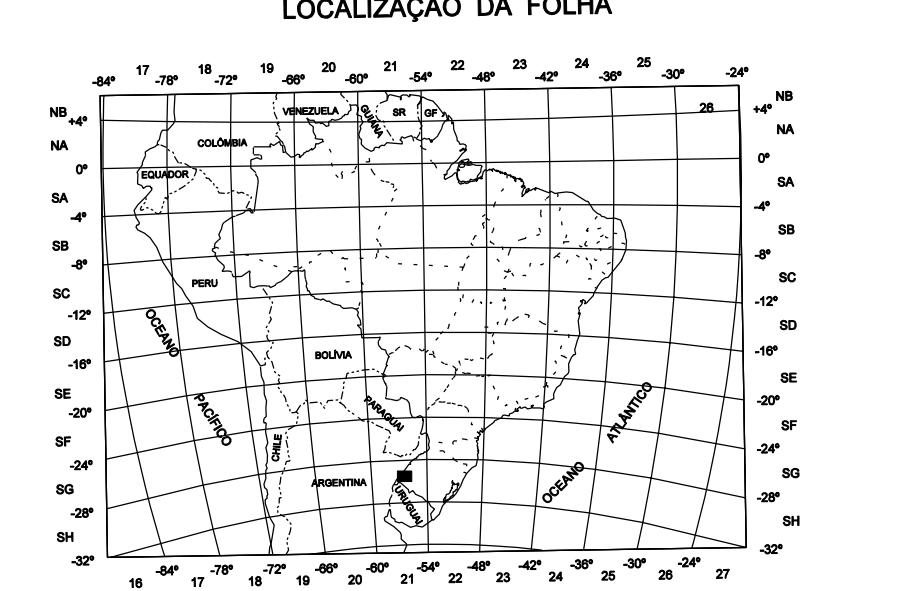 LOCALIZAÇÃO DA FOLHA
17 18 19 20 21 22 23 24 25
-84° -78° -72° -66° -60° -54° -48° -42° -36° -30° -24°
NB NB
+4° +4°
VENEZUELA GUIANA SR GF 26
NA NA
COLÔMBIA
0° 0°
EQUADOR
SA SA
-4° -4°
SB SB
-8° -8°
PERU
SC SC
-12° -12°
OCEANO
SD SD
BOLÍVIA
-16° -16°
SE SE
-20° -20°
PACÍFICO PARAGUAI ATLÂNTICO
SF SF
CHILE
-24° -24°
ARGENTINA OCEANO
SG SG
-28° -28°
URUGUAI
SH SH
-32° -32°
-84° -78° -72° -66° -60° -54° -48° -42° -36° -30° -24°
16 17 18 19 20 21 22 23 24 25 26 27